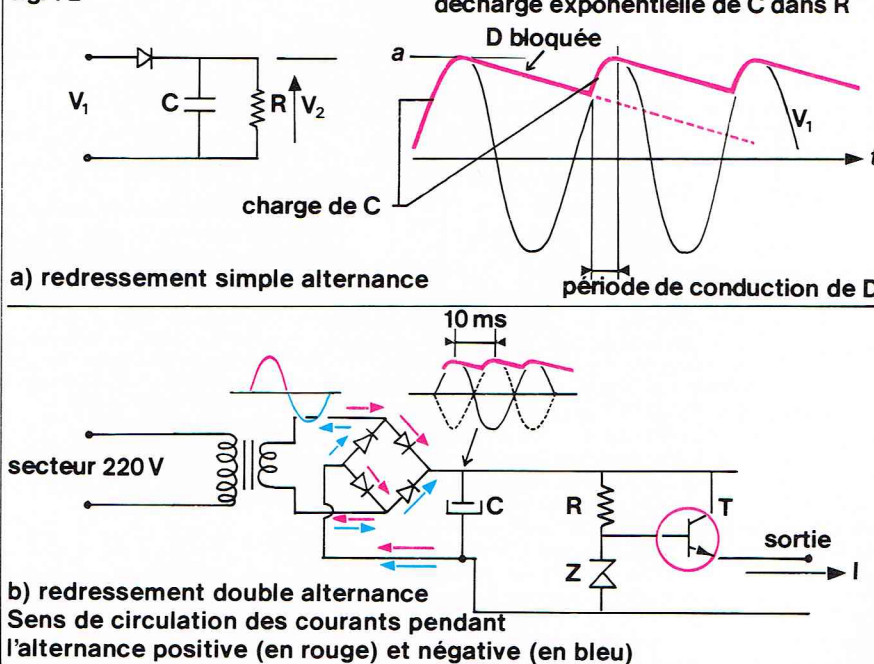 décharge exponentielle de C dans R
D bloquée
a
V₁
C
R
V₂
V₁
t
charge de C
a) redressement simple alternance
période de conduction de D
10 ms
secteur 220 V
C
R
T
Z
sortie
I
b) redressement double alternance
Sens de circulation des courants pendant
l'alternance positive (en rouge) et négative (en bleu)